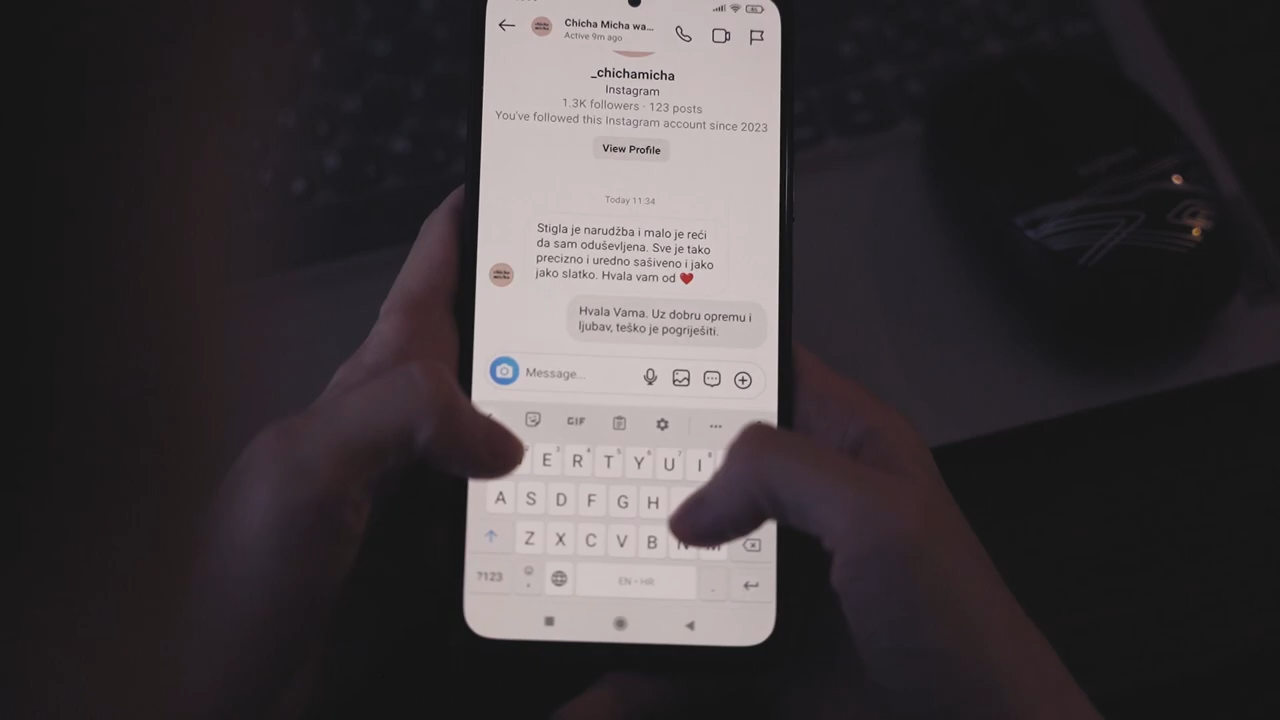 Chicha Micha wa...
Active 9m ago
_chichamicha
Instagram
1.3K followers · 123 posts
You've followed this Instagram account since 2023
View Profile
Today 11:34
Stigla je narudžba i malo je reći
da sam oduševljena. Sve je tako
precizno i uredno sašiveno i jako
jako slatko. Hvala vam od ❤️
Hvala Vama. Uz dobru opremu i
ljubav, teško je pogriješiti.
Message...
GIF
E R T Y U I
A S D F G H
Z X C V B N M
?123 EN • HR